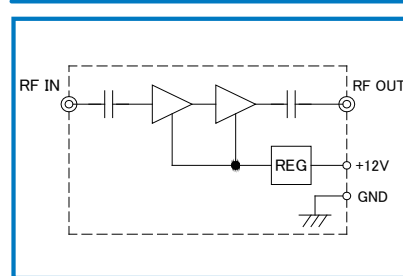 RF IN
RF OUT
REG
+12V
GND